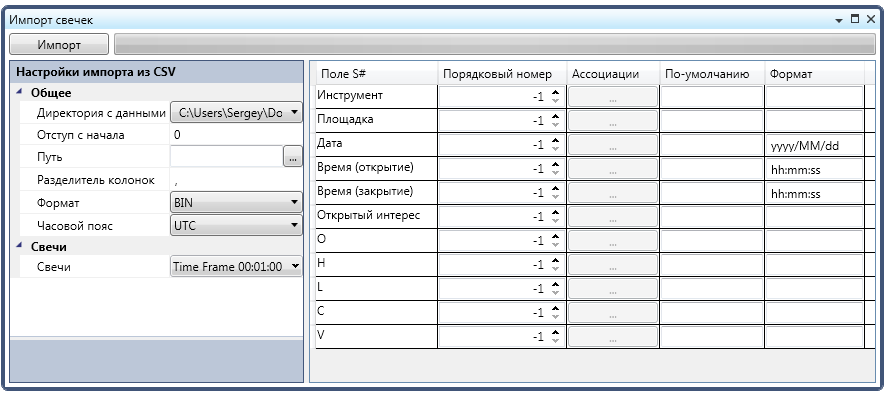 Импорт свечек
Импорт
Настройки импорта из CSV
Общее
Директория с данными C:\Users\Sergey\Do
Отступ с начала 0
Путь ...
Разделитель колонок ,
Формат BIN
Часовой пояс UTC
Свечи
Свечи Time Frame 00:01:00
Поле S# Порядковый номер Ассоциации По-умолчанию Формат
Инструмент -1 ...
Площадка -1 ...
Дата -1 ... yyyy/MM/dd
Время (открытие) -1 ... hh:mm:ss
Время (закрытие) -1 ... hh:mm:ss
Открытый интерес -1 ...
O -1 ...
H -1 ...
L -1 ...
C -1 ...
V -1 ...